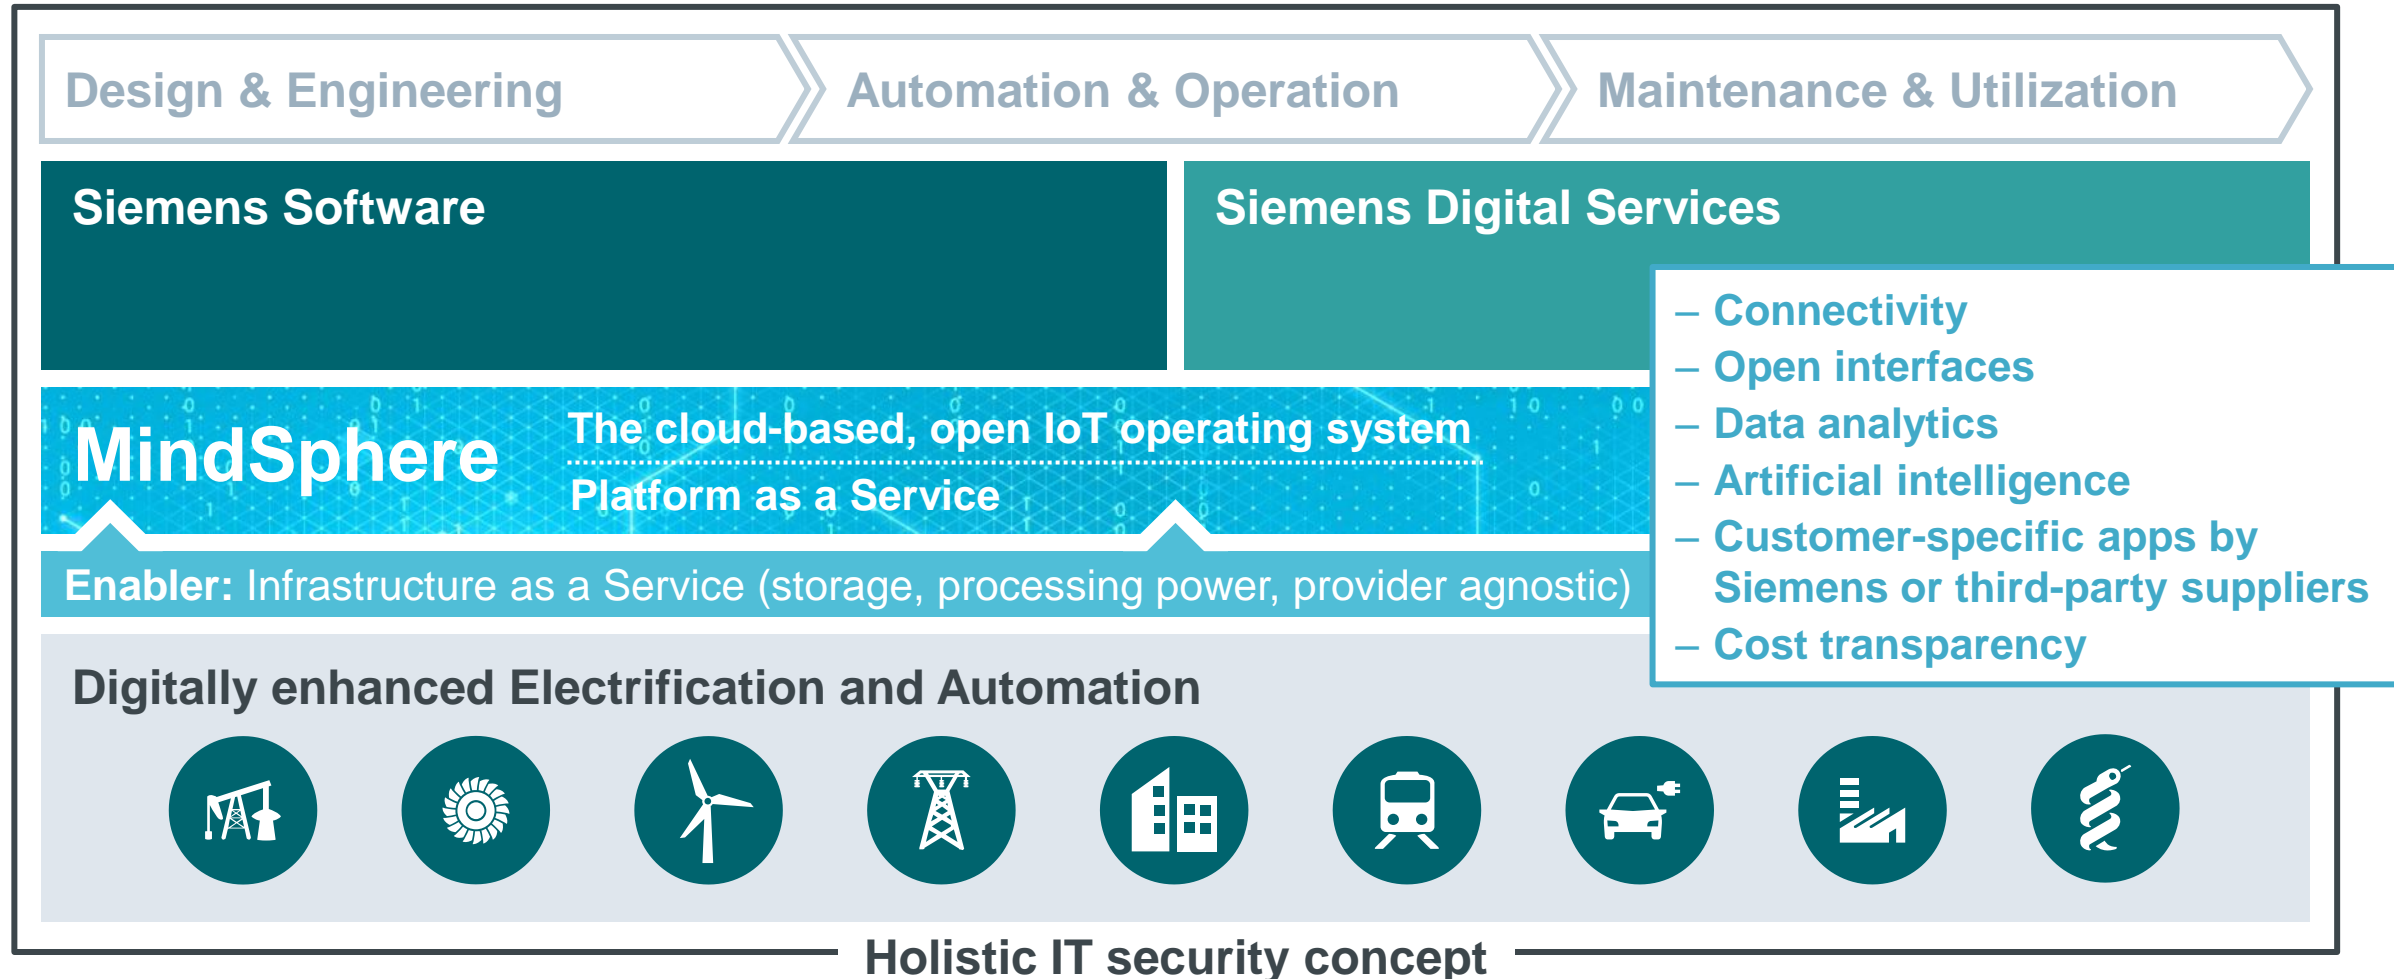 Design & Engineering
Automation & Operation
Maintenance & Utilization
Siemens Software
Siemens Digital Services
MindSphere
The cloud-based, open IoT operating system
Platform as a Service
Enabler: Infrastructure as a Service (storage, processing power, provider agnostic)
– Connectivity
– Open interfaces
– Data analytics
– Artificial intelligence
– Customer-specific apps by
Siemens or third-party suppliers
– Cost transparency
Digitally enhanced Electrification and Automation
Holistic IT security concept